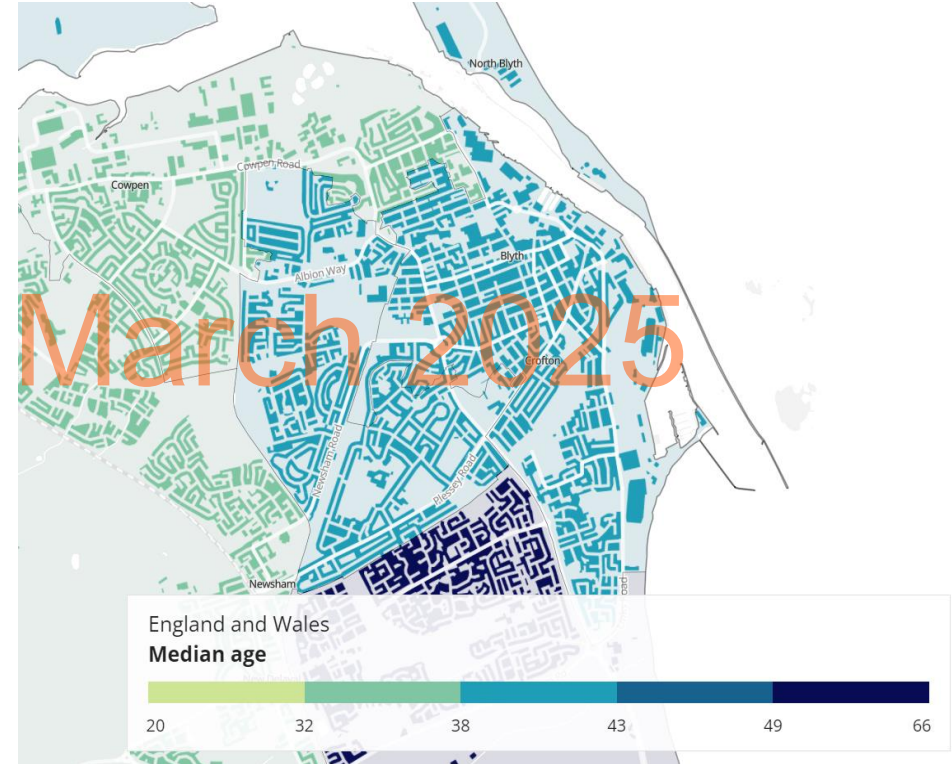 North Blyth
Cowpen Road
Cowpen
Blyth
Albion Way
March 2025
Crofton
Newsham Road
Plessey Road
Newsham
England and Wales
Median age
20 32 38 43 49 66